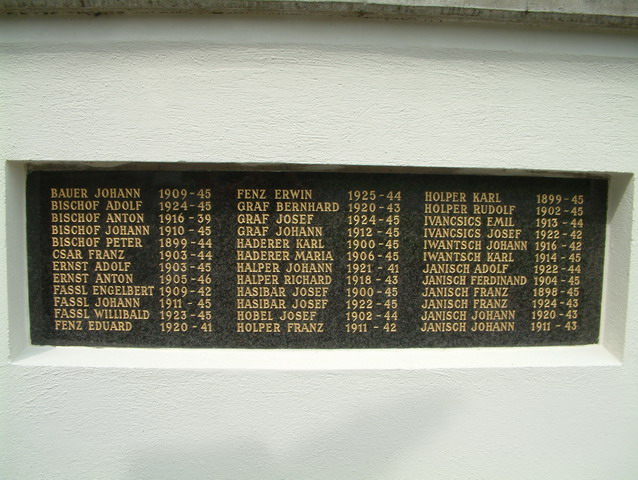 BAUER JOHANN 1909-45
BISCHOF ADOLF 1924-45
BISCHOF ANTON 1916-39
BISCHOF JOHANN 1910-45
BISCHOF PETER 1899-44
CSAR FRANZ 1903-44
ERNST ADOLF 1903-45
ERNST ANTON 1905-46
FASSL ENGELBERT 1909-42
FASSL JOHANN 1911-45
FASSL WILLIBALD 1923-45
FENZ EDUARD 1920-41
FENZ ERWIN 1925-44
GRAF BERNHARD 1920-43
GRAF JOSEF 1924-45
GRAF JOHANN 1912-45
HADERER KARL 1900-45
HADERER MARIA 1906-45
HALPER JOHANN 1921-41
HALPER RICHARD 1918-43
HASIBAR JOSEF 1900-45
HASIBAR JOSEF 1922-45
HOBEL JOSEF 1902-44
HOLPER FRANZ 1911-42
HOLPER KARL 1899-45
HOLPER RUDOLF 1902-45
IVANCSICS EMIL 1913-44
IVANCSICS JOSEF 1922-42
IWANTSCH JOHANN 1916-42
IWANTSCH KARL 1914-45
JANISCH ADOLF 1922-44
JANISCH FERDINAND 1904-45
JANISCH FRANZ 1898-45
JANISCH FRANZ 1924-43
JANISCH JOHANN 1920-43
JANISCH JOHANN 1911-43